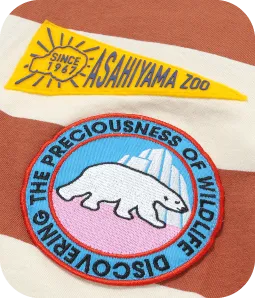 SINCE
1967
ASAHIYAMA ZOO
DISCOVERING THE PRECIOUSNESS OF WILDLIFE